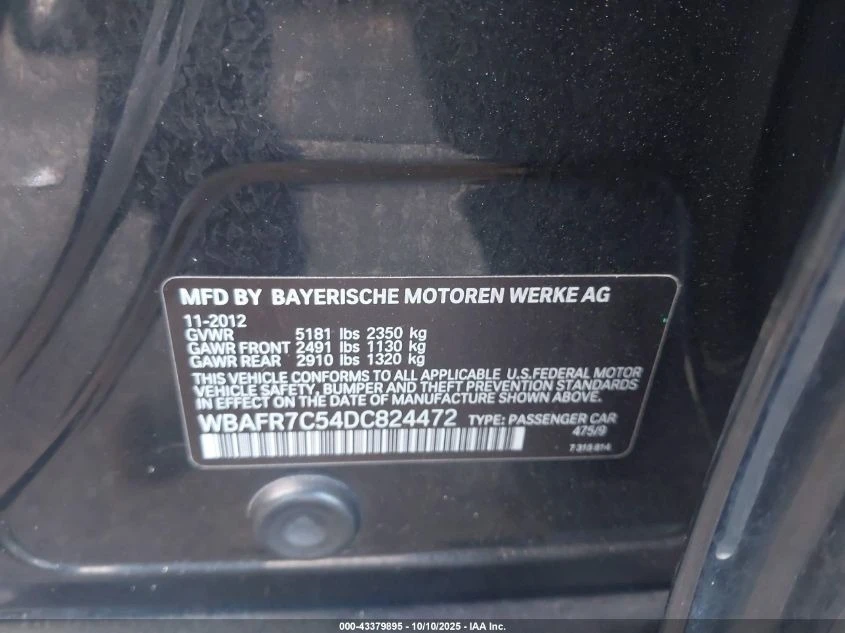 MFD BY BAYERISCHE MOTOREN WERKE AG
11-2012
GVWR 5181 lbs 2350 kg
GAWR FRONT 2491 lbs 1130 kg
GAWR REAR 2910 lbs 1320 kg
THIS VEHICLE CONFORMS TO ALL APPLICABLE U.S.FEDERAL MOTOR
VEHICLE SAFETY, BUMPER AND THEFT PREVENTION STANDARDS
IN EFFECT ON THE DATE OF MANUFACTURE SHOWN ABOVE.
WBAFR7C54DC824472 TYPE: PASSENGER CAR
475/9
7 318 814
000-43379895 - 10/10/2025 - IAA Inc.